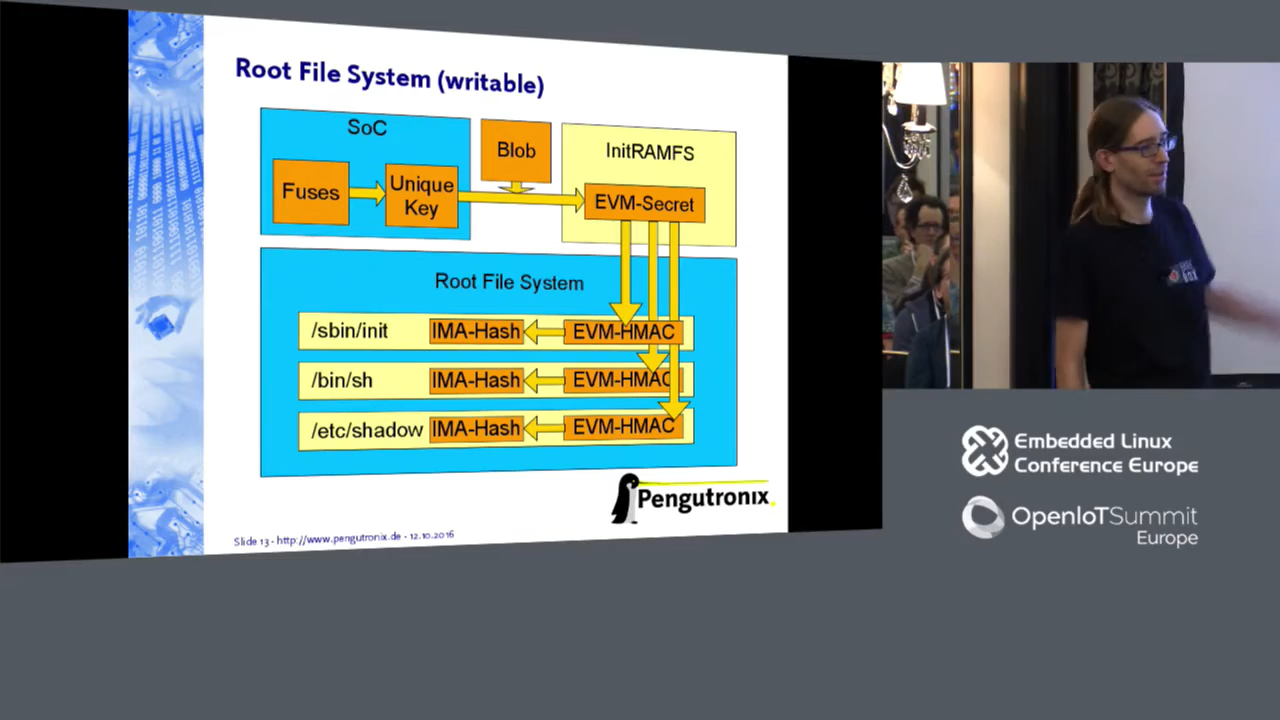 Root File System (writable)
SoC
Blob
InitRAMFS
Fuses
Unique
Key
EVM-Secret
Root File System
/sbin/init IMA-Hash EVM-HMAC
/bin/sh IMA-Hash EVM-HMAC
/etc/shadow IMA-Hash EVM-HMAC
Pengutronix
Slide 13 - http://www.pengutronix.de - 12.10.2016
Embedded Linux
Conference Europe
OpenIoTSummit
Europe